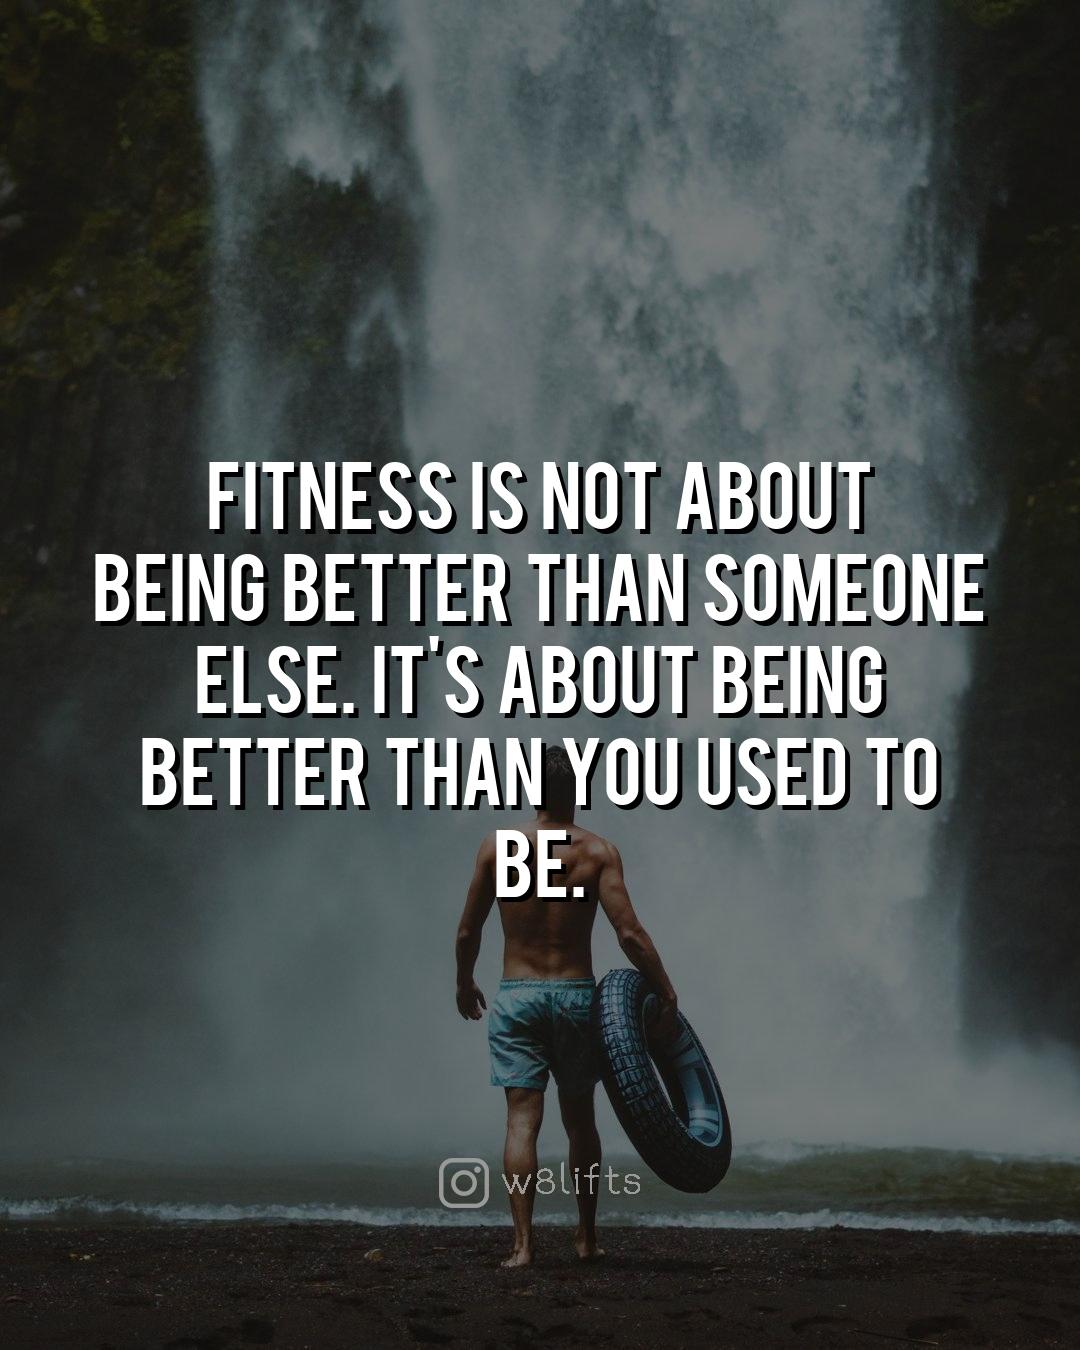 FITNESS IS NOT ABOUT
BEING BETTER THAN SOMEONE
ELSE. IT'S ABOUT BEING
BETTER THAN YOU USED TO
BE.
w8lifts